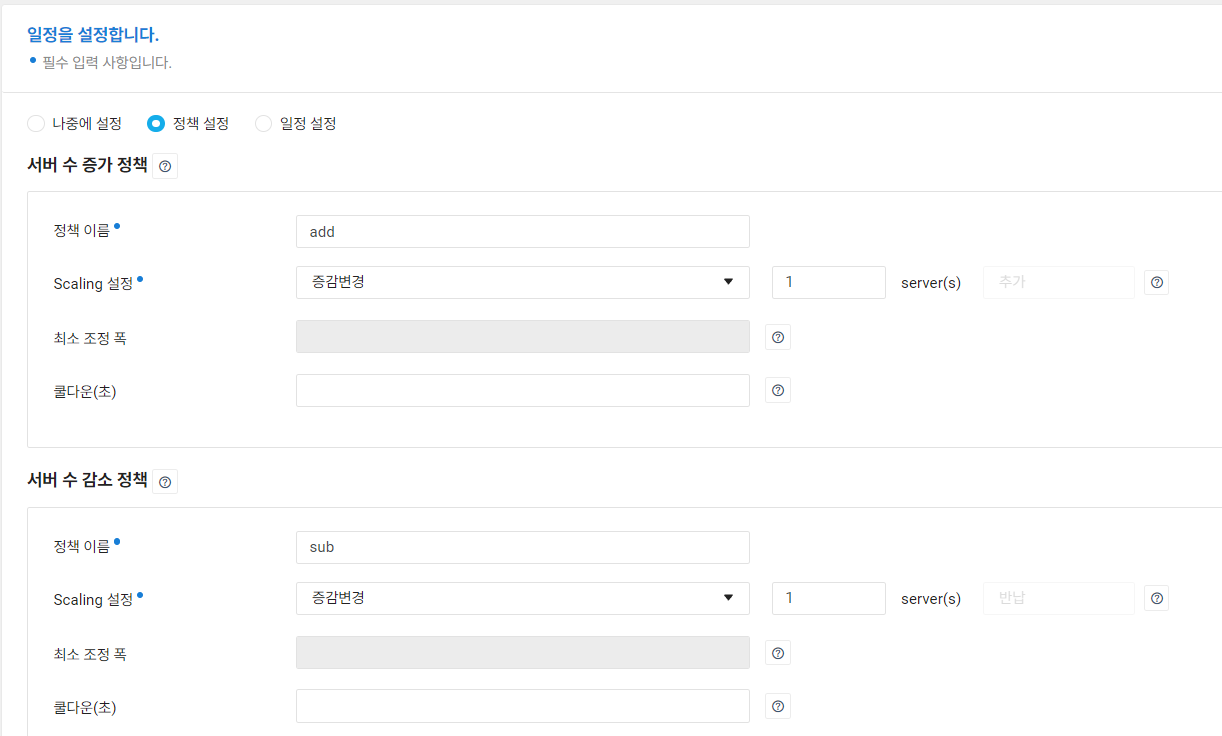 일정을 설정합니다.
• 필수 입력 사항입니다.
나중에 설정 정책 설정 일정 설정
서버 수 증가 정책 ?
정책 이름• add
Scaling 설정• 증감변경 1 server(s) 추가 ?
최소 조정 폭 ?
쿨다운(초) ?
서버 수 감소 정책 ?
정책 이름• sub
Scaling 설정• 증감변경 1 server(s) 반납 ?
최소 조정 폭 ?
쿨다운(초) ?